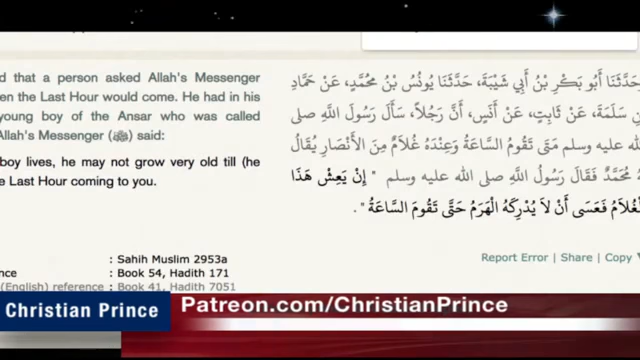 d that a person asked Allah's Messenger
en the Last Hour would come. He had in his
young boy of the Ansar who was called
Allah's Messenger (ﷺ) said:
boy lives, he may not grow very old till (he
e Last Hour coming to you.
حَدَّثَنَا أَبُو بَكْرِ بْنُ أَبِي شَيْبَةَ، حَدَّثَنَا يُونُسُ بْنُ مُحَمَّدٍ، عَنْ حَمَّادِ
بْنِ سَلَمَةَ، عَنْ ثَابِتٍ، عَنْ أَنَسٍ، أَنَّ رَجُلاً، سَأَلَ رَسُولَ اللَّهِ صلى
الله عليه وسلم مَتَى تَقُومُ السَّاعَةُ وَعِنْدَهُ غُلاَمٌ مِنَ الأَنْصَارِ يُقَالُ
لَهُ مُحَمَّدٌ فَقَالَ رَسُولُ اللَّهِ صلى الله عليه وسلم " إِنْ يَعِشْ هَذَا
الْغُلاَمُ فَعَسَى أَنْ لاَ يُدْرِكَهُ الْهَرَمُ حَتَّى تَقُومَ السَّاعَةُ " .
: Sahih Muslim 2953a
nce : Book 54, Hadith 171
(English) reference : Book 41, Hadith 7051
Report Error | Share | Copy
Christian Prince
Patreon.com/ChristianPrince